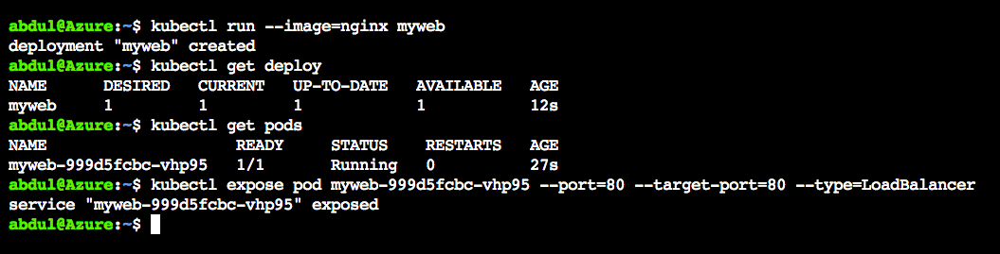 abdul@Azure:~$ kubectl run --image=nginx myweb
deployment "myweb" created
abdul@Azure:~$ kubectl get deploy
NAME      DESIRED   CURRENT   UP-TO-DATE   AVAILABLE   AGE
myweb     1         1         1            1           12s
abdul@Azure:~$ kubectl get pods
NAME                    READY     STATUS    RESTARTS   AGE
myweb-999d5fcbc-vhp95   1/1       Running   0          27s
abdul@Azure:~$ kubectl expose pod myweb-999d5fcbc-vhp95 --port=80 --target-port=80 --type=LoadBalancer
service "myweb-999d5fcbc-vhp95" exposed
abdul@Azure:~$